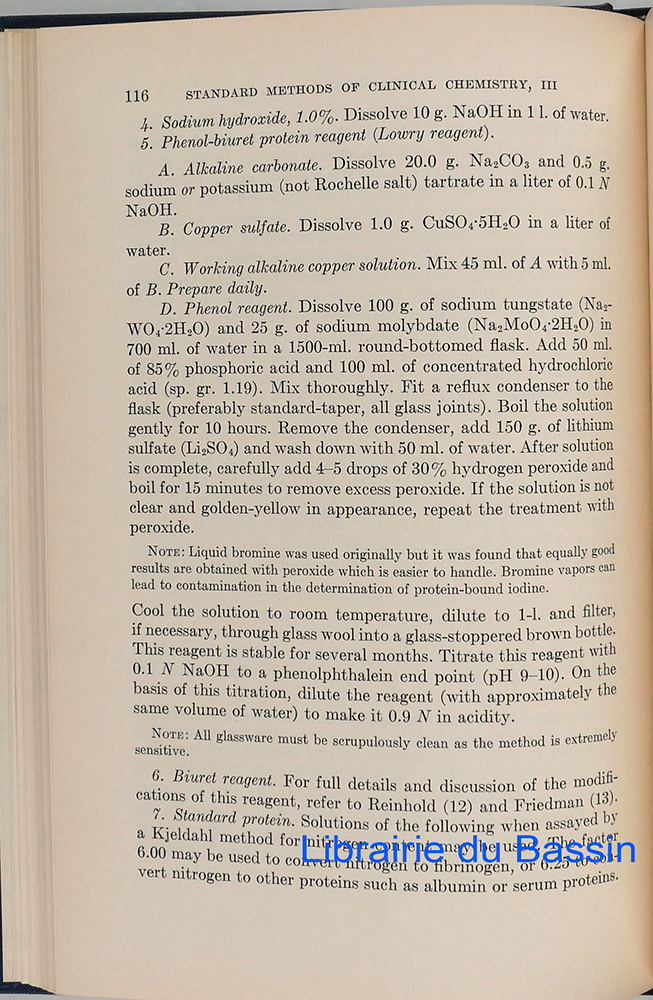 116 STANDARD METHODS OF CLINICAL CHEMISTRY, III
4. Sodium hydroxide, 1.0%. Dissolve 10 g. NaOH in 1 l. of water.
5. Phenol-biuret protein reagent (Lowry reagent).
A. Alkaline carbonate. Dissolve 20.0 g. Na₂CO₃ and 0.5 g.
sodium or potassium (not Rochelle salt) tartrate in a liter of 0.1 N
NaOH.
B. Copper sulfate. Dissolve 1.0 g. CuSO₄·5H₂O in a liter of
water.
C. Working alkaline copper solution. Mix 45 ml. of A with 5 ml.
of B. Prepare daily.
D. Phenol reagent. Dissolve 100 g. of sodium tungstate (Na₂-
WO₄·2H₂O) and 25 g. of sodium molybdate (Na₂MoO₄·2H₂O) in
700 ml. of water in a 1500-ml. round-bottomed flask. Add 50 ml.
of 85% phosphoric acid and 100 ml. of concentrated hydrochloric
acid (sp. gr. 1.19). Mix thoroughly. Fit a reflux condenser to the
flask (preferably standard-taper, all glass joints). Boil the solution
gently for 10 hours. Remove the condenser, add 150 g. of lithium
sulfate (Li₂SO₄) and wash down with 50 ml. of water. After solution
is complete, carefully add 4–5 drops of 30% hydrogen peroxide and
boil for 15 minutes to remove excess peroxide. If the solution is not
clear and golden-yellow in appearance, repeat the treatment with
peroxide.
NOTE: Liquid bromine was used originally but it was found that equally good
results are obtained with peroxide which is easier to handle. Bromine vapors can
lead to contamination in the determination of protein-bound iodine.
Cool the solution to room temperature, dilute to 1-l. and filter,
if necessary, through glass wool into a glass-stoppered brown bottle.
This reagent is stable for several months. Titrate this reagent with
0.1 N NaOH to a phenolphthalein end point (pH 9–10). On the
basis of this titration, dilute the reagent (with approximately the
same volume of water) to make it 0.9 N in acidity.
NOTE: All glassware must be scrupulously clean as the method is extremely
sensitive.
6. Biuret reagent. For full details and discussion of the modifi-
cations of this reagent, refer to Reinhold (12) and Friedman (13).
7. Standard protein. Solutions of the following when assayed by
a Kjeldahl method for nitrogen content may be used. The factor
6.00 may be used to convert nitrogen to fibrinogen, or 6.25 to con-
vert nitrogen to other proteins such as albumin or serum proteins.
Librairie du Bassin